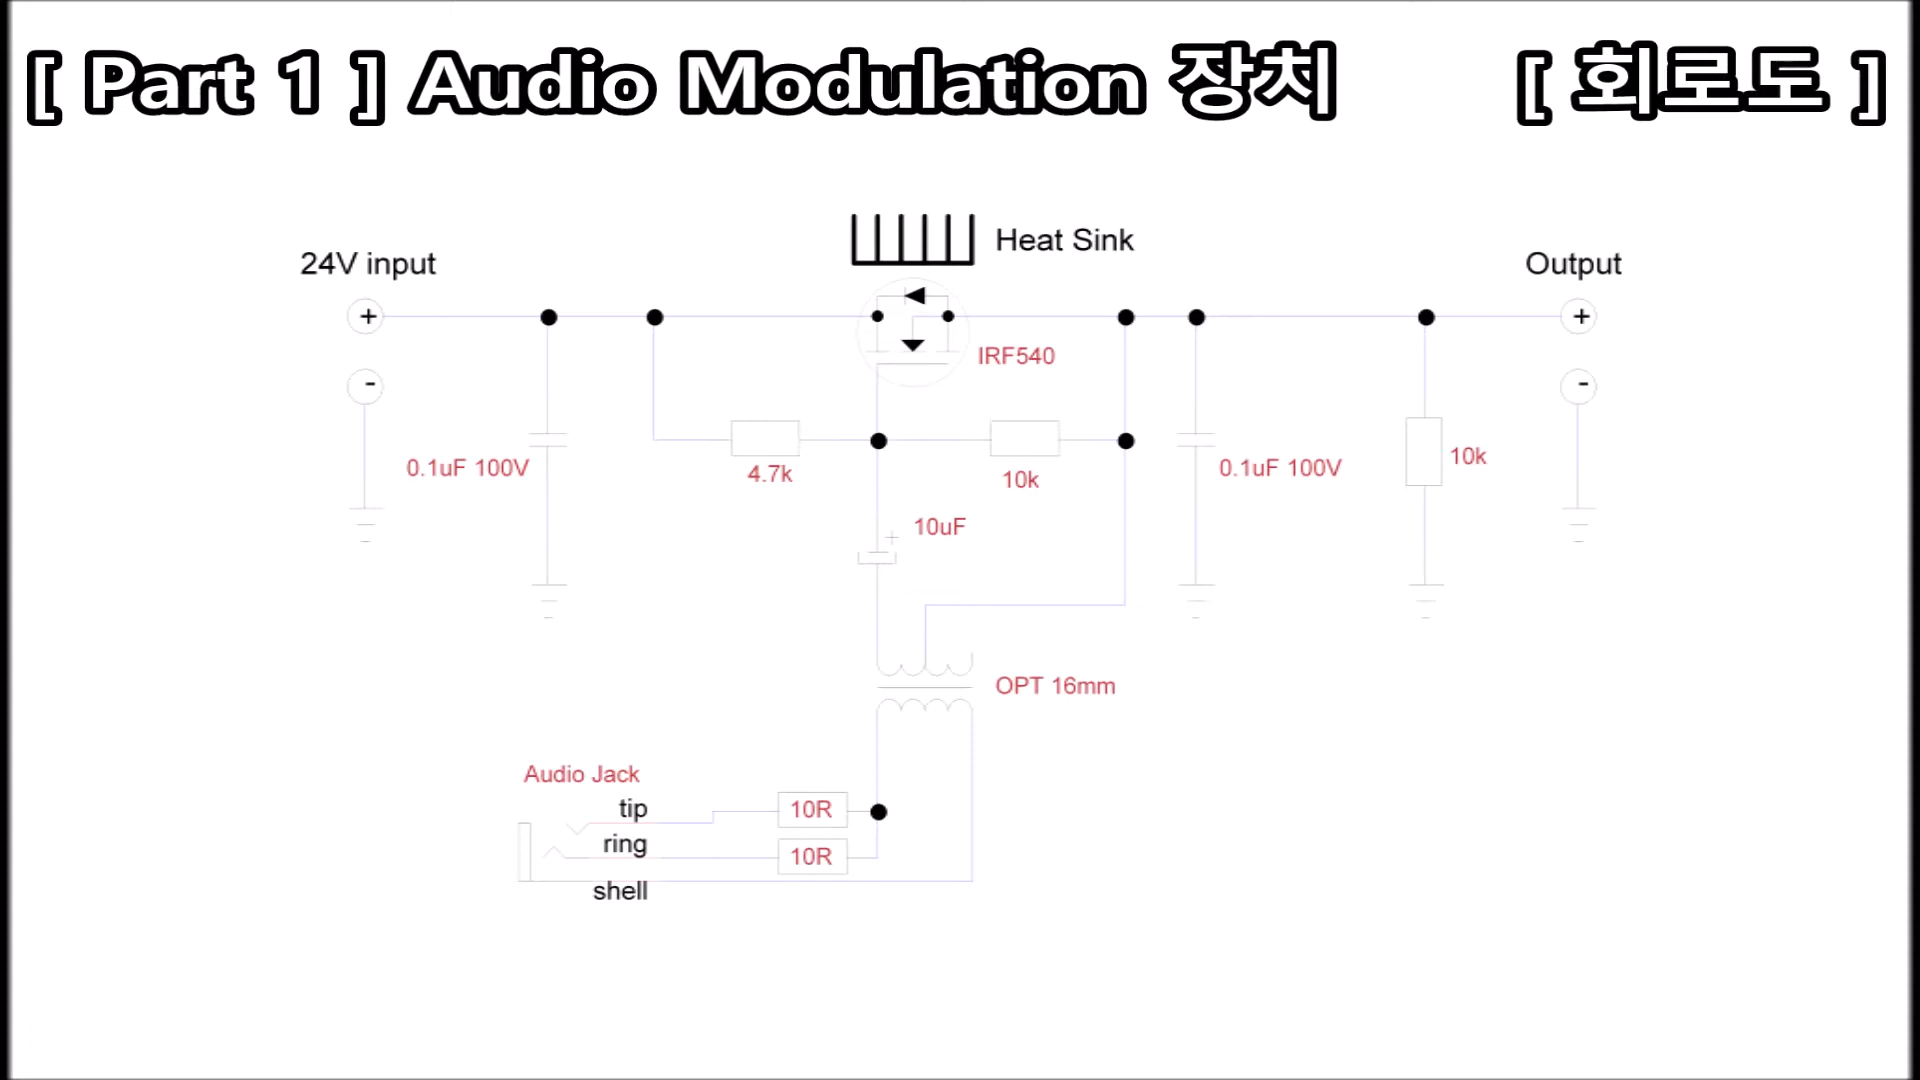 [ Part 1 ] Audio Modulation 장치 [ 회로도 ]
Heat Sink
24V input
Output
+
+
IRF540
-
-
0.1uF 100V
4.7k
10k
0.1uF 100V
10k
10uF
+
OPT 16mm
Audio Jack
tip
10R
ring
10R
shell